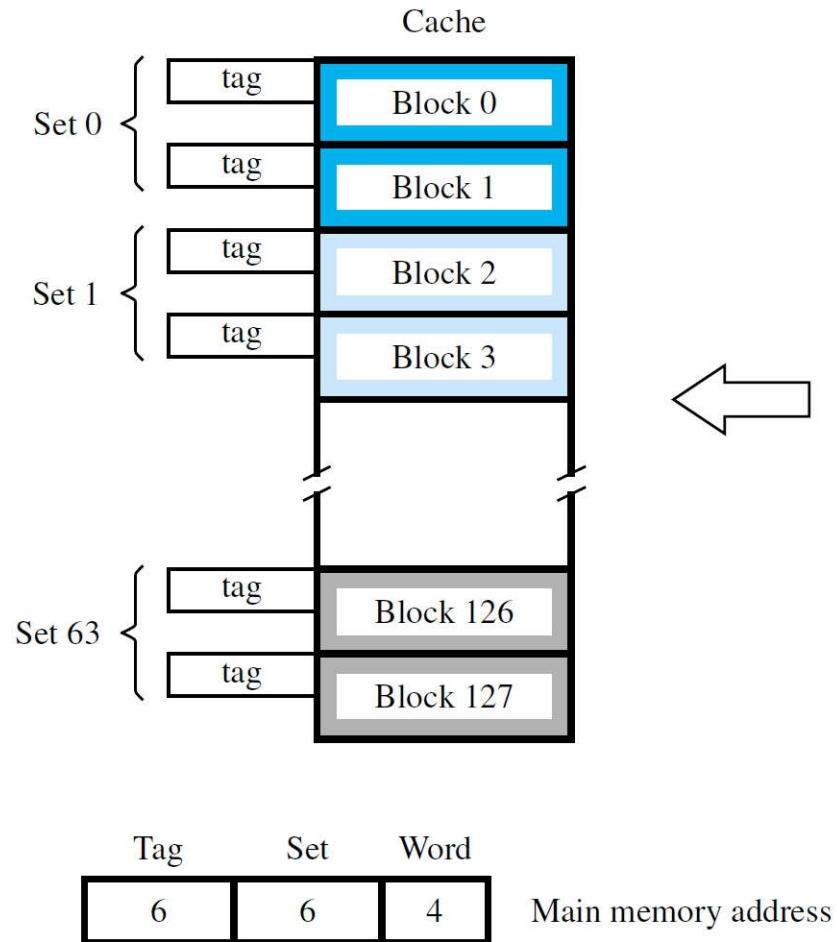 Cache
tag
Block 0
Set 0
tag
Block 1
tag
Block 2
Set 1
tag
Block 3
tag
Block 126
Set 63
tag
Block 127
Tag Set Word
6 6 4 Main memory address